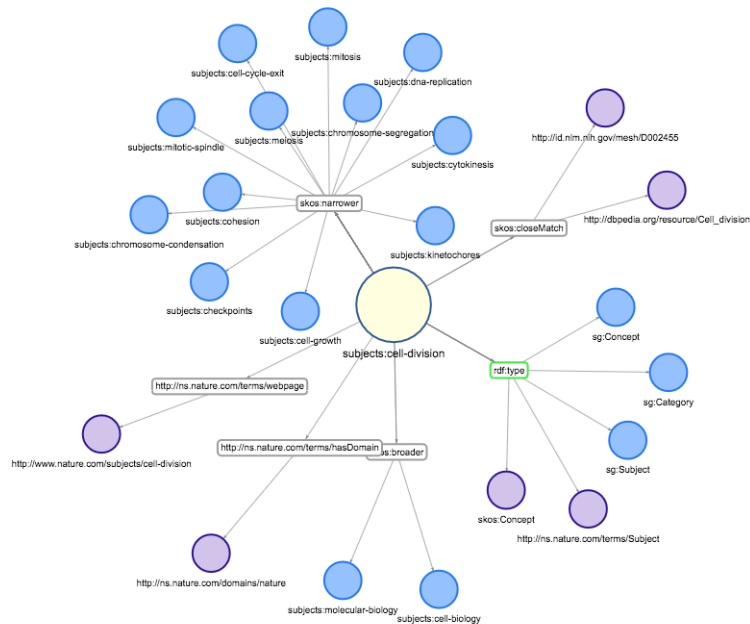 subjects:mitosis
subjects:cell-cycle-exit
subjects:dna-replication
subjects:chromosome-segregation
subjects:meiosis
http://id.nlm.nih.gov/mesh/D002455
subjects:mitotic-spindle
subjects:cytokinesis
skos:narrower
subjects:cohesion
http://dbpedia.org/resource/Cell_division
skos:closeMatch
subjects:chromosome-condensation
subjects:kinetochores
subjects:checkpoints
subjects:cell-growth
subjects:cell-division
sg:Concept
rdf:type
http://ns.nature.com/terms/webpage
sg:Category
http://ns.nature.com/terms/hasDomain
os:broader
http://www.nature.com/subjects/cell-division
sg:Subject
skos:Concept
http://ns.nature.com/terms/Subject
http://ns.nature.com/domains/nature
subjects:molecular-biology
subjects:cell-biology